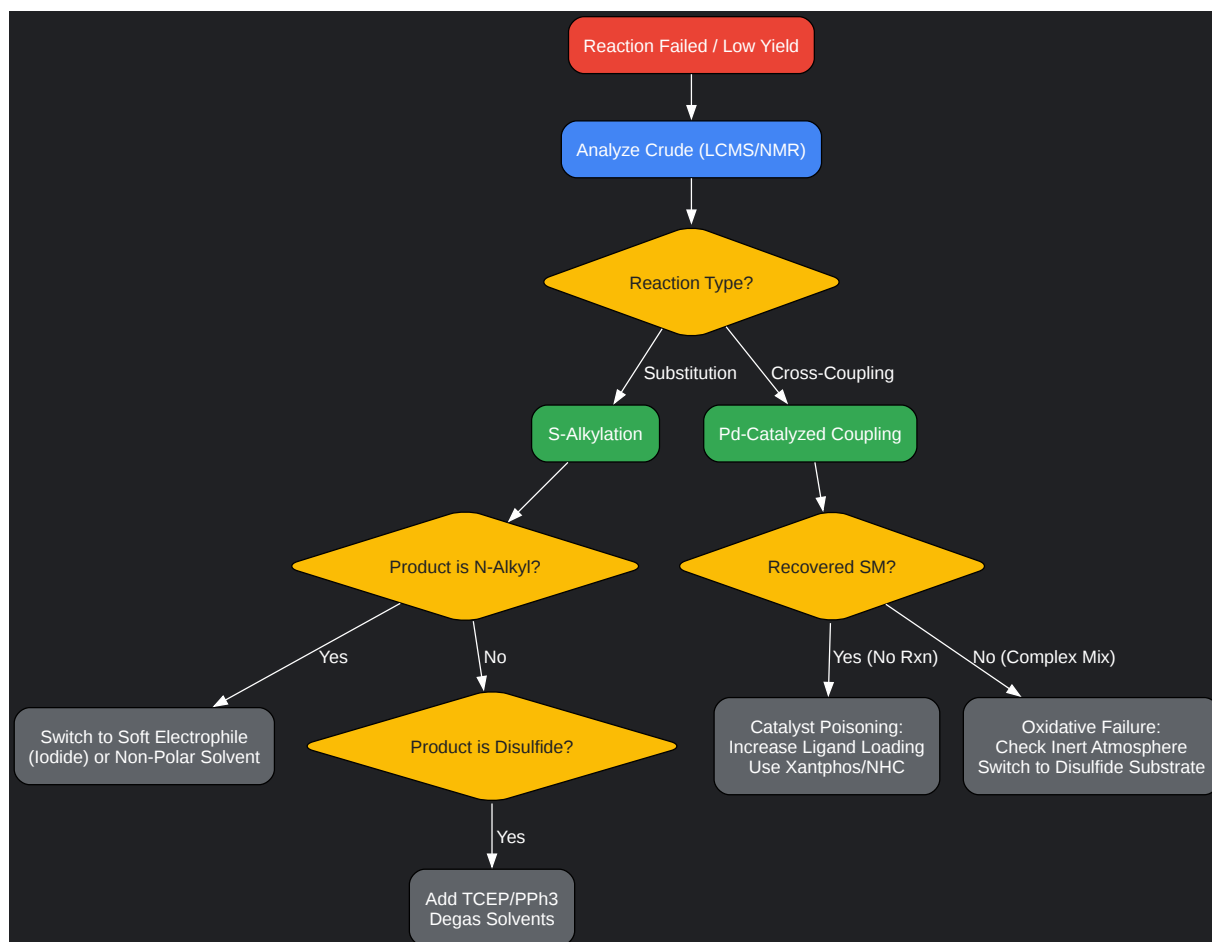 Reaction Failed / Low Yield
Analyze Crude (LCMS/NMR)
Reaction Type?
Substitution
Cross-Coupling
S-Alkylation
Pd-Catalyzed Coupling
Product is N-Alkyl?
Recovered SM?
Yes
No
Yes (No Rxn)
No (Complex Mix)
Switch to Soft Electrophile
(Iodide) or Non-Polar Solvent
Product is Disulfide?
Catalyst Poisoning:
Increase Ligand Loading
Use Xantphos/NHC
Oxidative Failure:
Check Inert Atmosphere
Switch to Disulfide Substrate
Yes
Add TCEP/PPh3
Degas Solvents